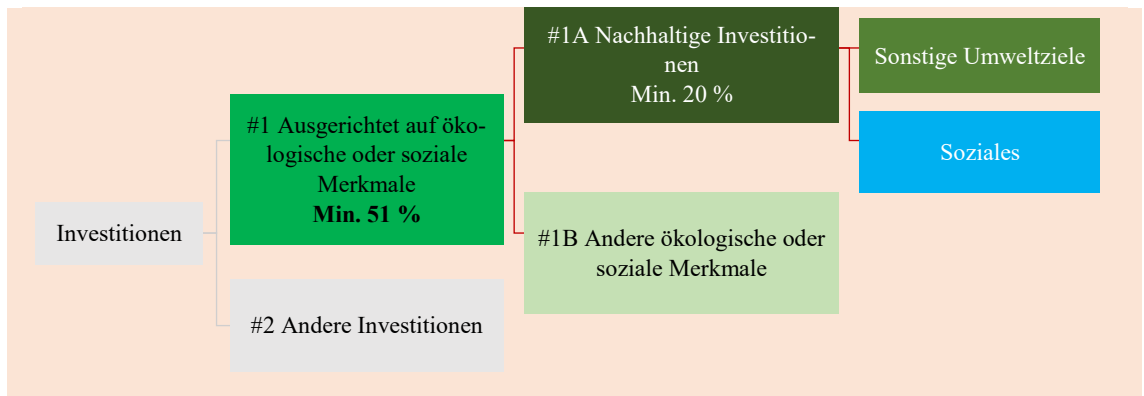 Investitionen
#1 Ausgerichtet auf öko-
logische oder soziale
Merkmale
Min. 51 %
#2 Andere Investitionen
#1A Nachhaltige Investitio-
nen
Min. 20 %
#1B Andere ökologische oder
soziale Merkmale
Sonstige Umweltziele
Soziales